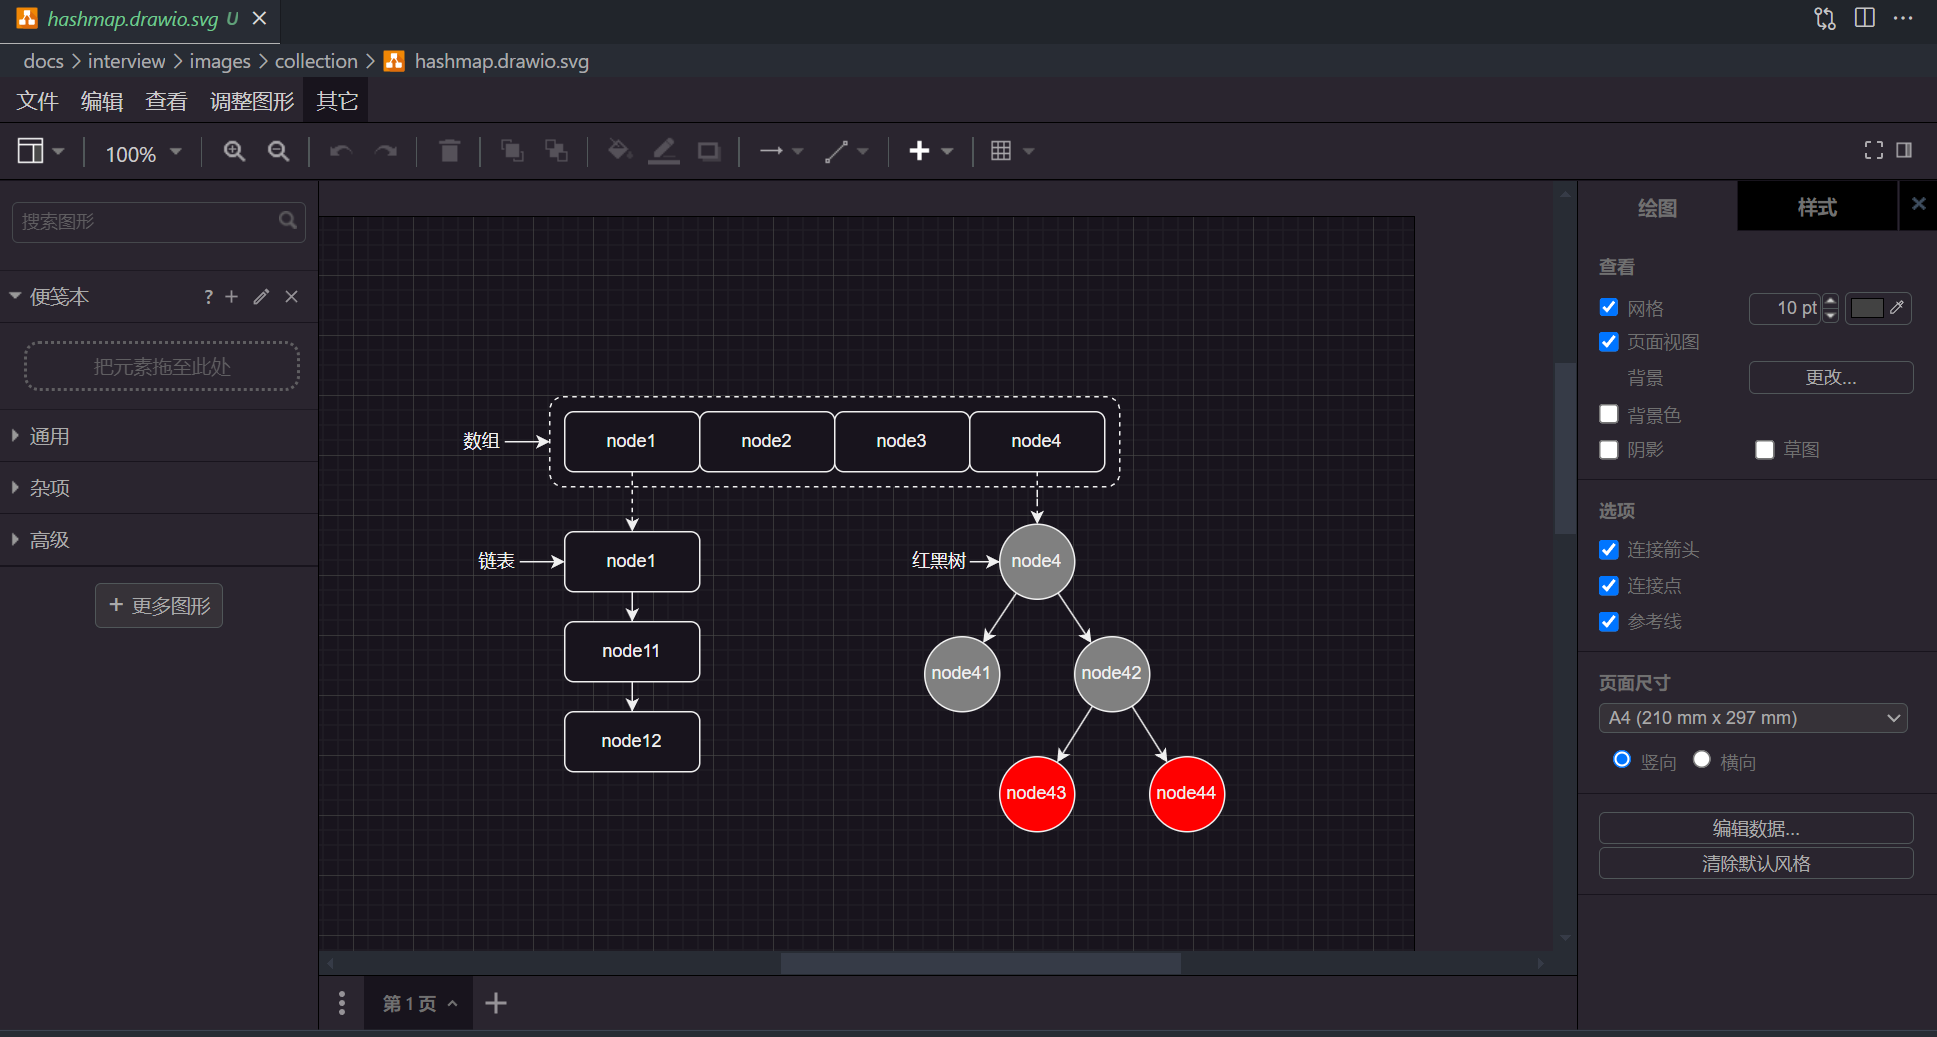 hashmap.drawio.svg U
docs > interview > images > collection > hashmap.drawio.svg
文件 编辑 查看 调整图形 其它
100%
搜索图形
便笺本 ?
把元素拖至此处
通用
杂项
高级
+ 更多图形
数组
node1 node2 node3 node4
链表
node1
node11
node12
红黑树
node4
node41 node42
node43 node44
第 1 页
绘图 样式
查看
网格 10 pt
页面视图
背景 更改...
背景色
阴影 草图
选项
连接箭头
连接点
参考线
页面尺寸
A4 (210 mm x 297 mm)
竖向 横向
编辑数据...
清除默认风格